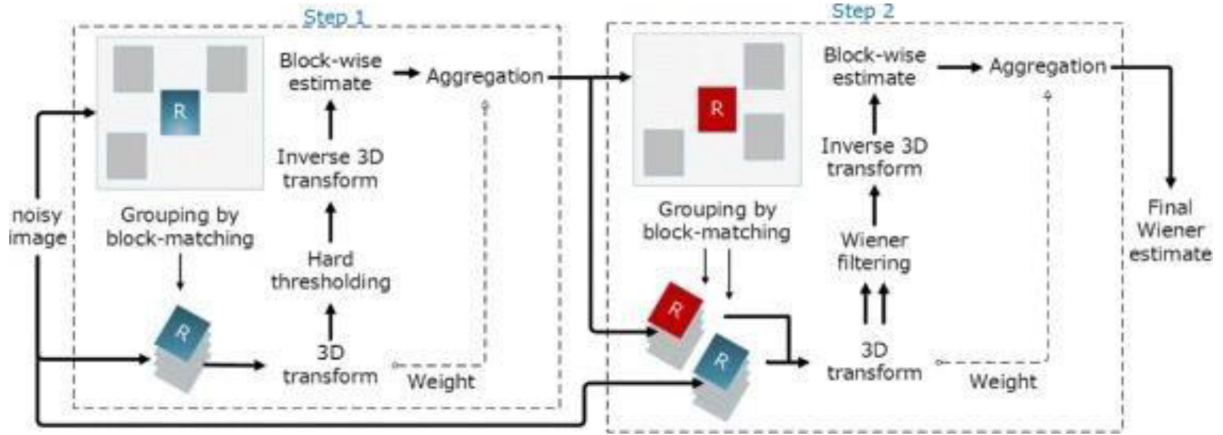 Step 1
R
noisy
image
Grouping by
block-matching
R
Block-wise
estimate
Aggregation
Inverse 3D
transform
Hard
thresholding
3D
transform
Weight
Step 2
R
Grouping by
block-matching
R
R
Block-wise
estimate
Aggregation
Inverse 3D
transform
Wiener
filtering
3D
transform
Weight
Final
Wiener
estimate